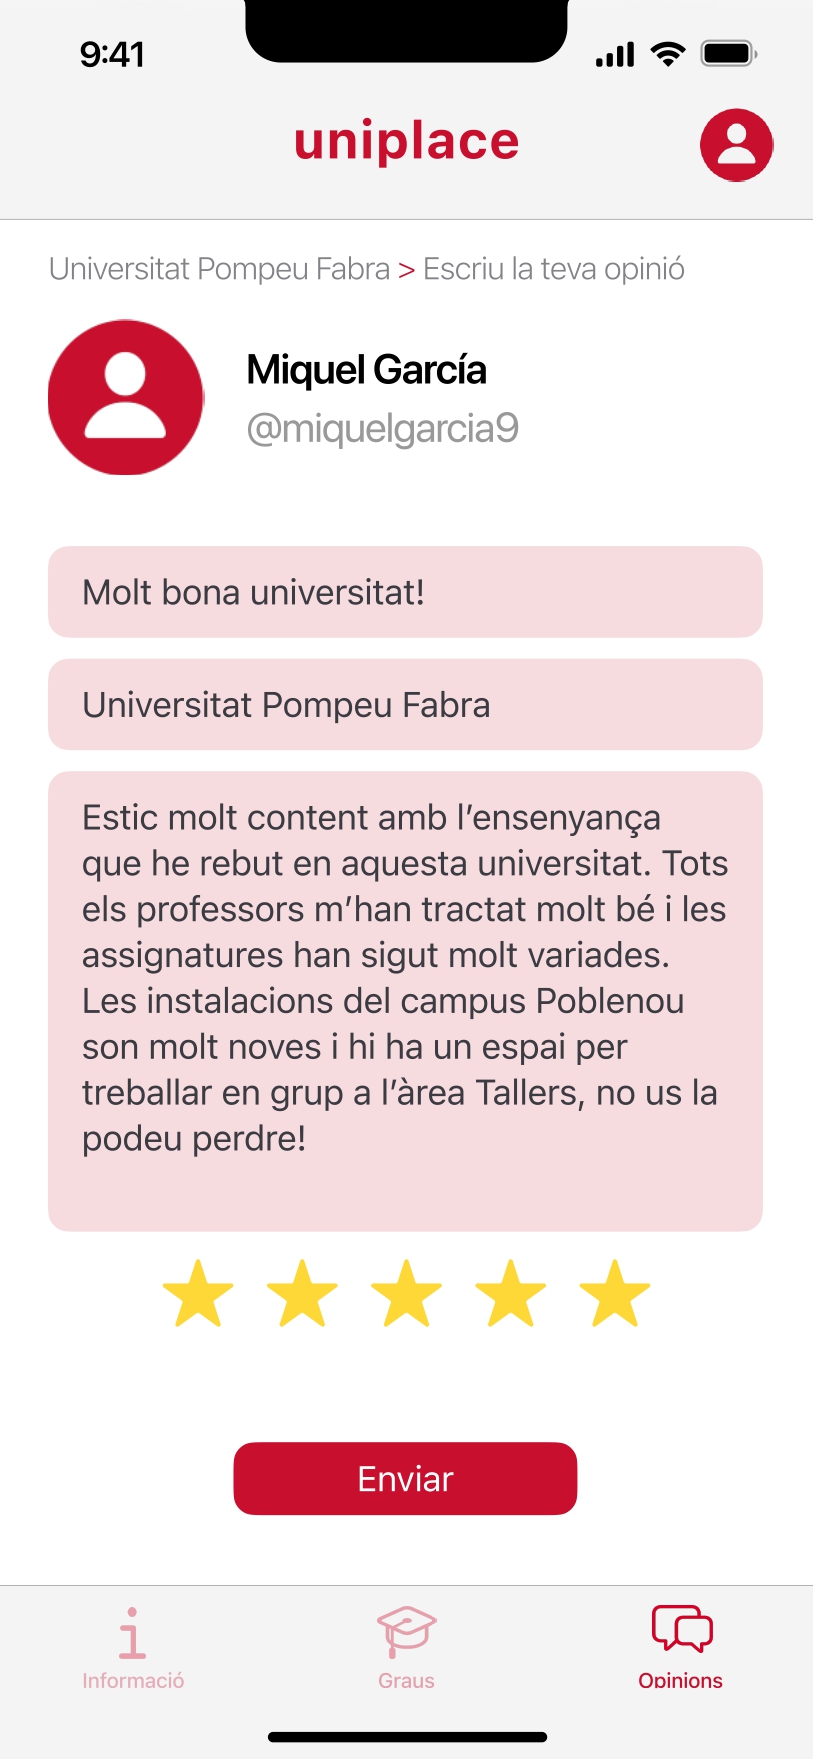 9:41
uniplace
Universitat Pompeu Fabra > Escriu la teva opinió
Miquel García
@miquelgarcia9
Molt bona universitat!
Universitat Pompeu Fabra
Estic molt content amb l’ensenyança
que he rebut en aquesta universitat. Tots
els professors m’han tractat molt bé i les
assignatures han sigut molt variades.
Les instalacions del campus Poblenou
son molt noves i hi ha un espai per
treballar en grup a l’àrea Tallers, no us la
podeu perdre!
Enviar
Informació
Graus
Opinions